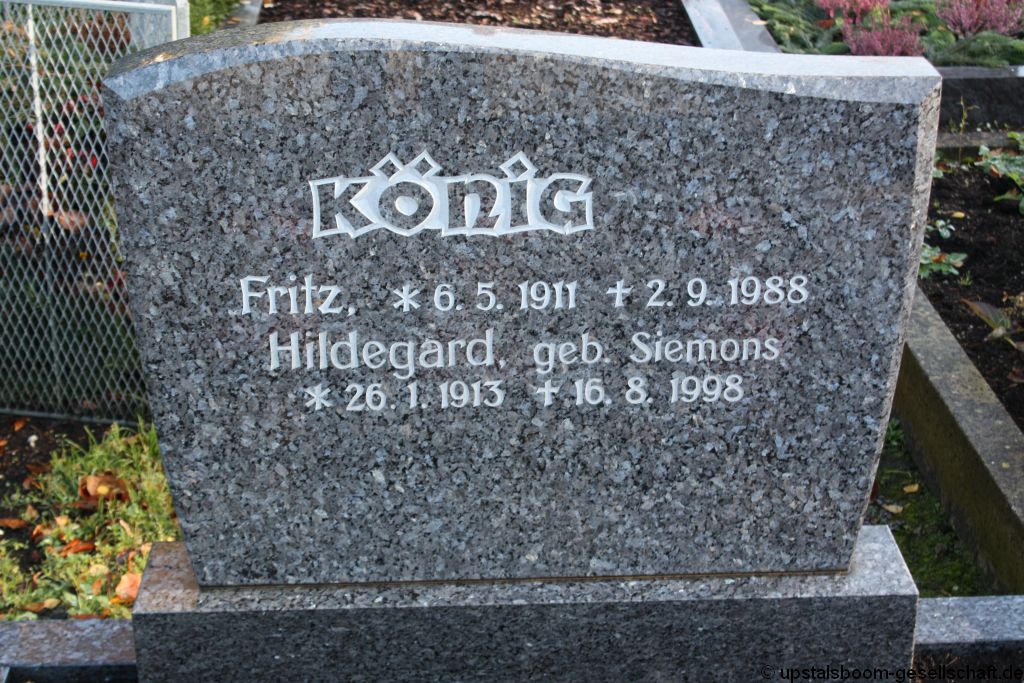 König
Fritz, * 6. 5. 1911 † 2. 9. 1988
Hildegard, geb. Siemons
* 26. 1. 1913 † 16. 8. 1998
© upstalsboom-gesellschaft.de